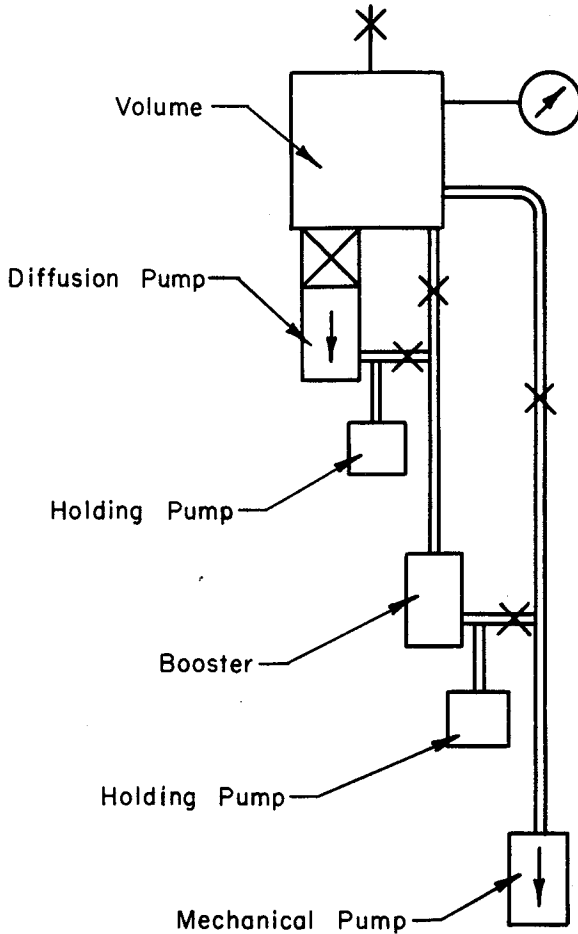 Volume
Diffusion Pump
Holding Pump
Booster
Holding Pump
Mechanical Pump